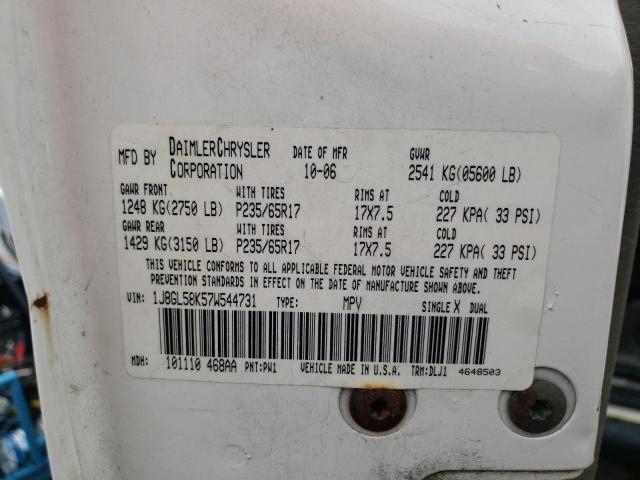 MFD BY DAIMLERCHRYSLER CORPORATION DATE OF MFR 10-06 GVWR 2541 KG(05600 LB)
GAWR FRONT WITH TIRES RIMS AT COLD
1248 KG(2750 LB) P235/65R17 17X7.5 227 KPA( 33 PSI)
GAWR REAR WITH TIRES RIMS AT COLD
1429 KG(3150 LB) P235/65R17 17X7.5 227 KPA( 33 PSI)
THIS VEHICLE CONFORMS TO ALL APPLICABLE FEDERAL MOTOR VEHICLE SAFETY AND THEFT
PREVENTION STANDARDS IN EFFECT ON THE DATE OF MANUFACTURE SHOWN ABOVE.
VIN: 1J8GL58K57W544731 TYPE: MPV SINGLE X DUAL
MDH: 101110 468AA PNT:PW1 VEHICLE MADE IN U.S.A. TRM:DLJ1 4648503